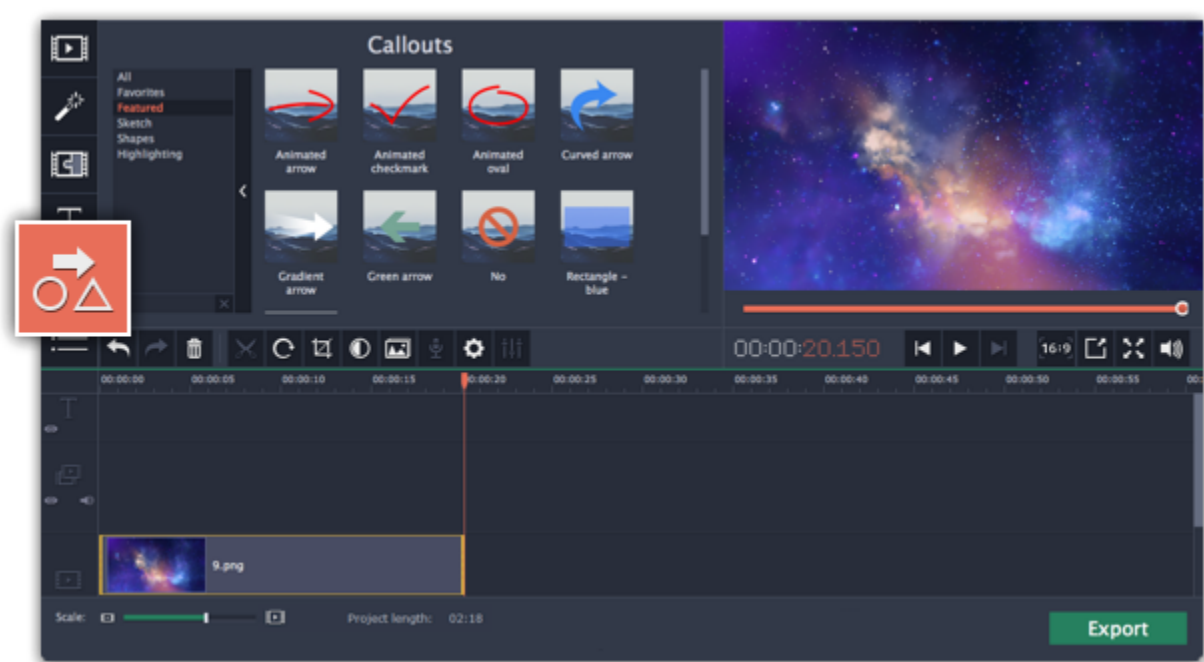 Callouts
All
Favorites
Featured
Sketch
Shapes
Highlighting
Animated
arrow
Animated
checkmark
Animated
oval
Curved arrow
Gradient
arrow
Green arrow
No
Rectangle –
blue
00:00:20.150
16:9
00:00:00 00:00:05 00:00:10 00:00:15 00:00:20 00:00:25 00:00:30 00:00:35 00:00:40 00:00:45 00:00:50 00:00:55 00:
T
9.png
Scale:
Project length: 02:18
Export